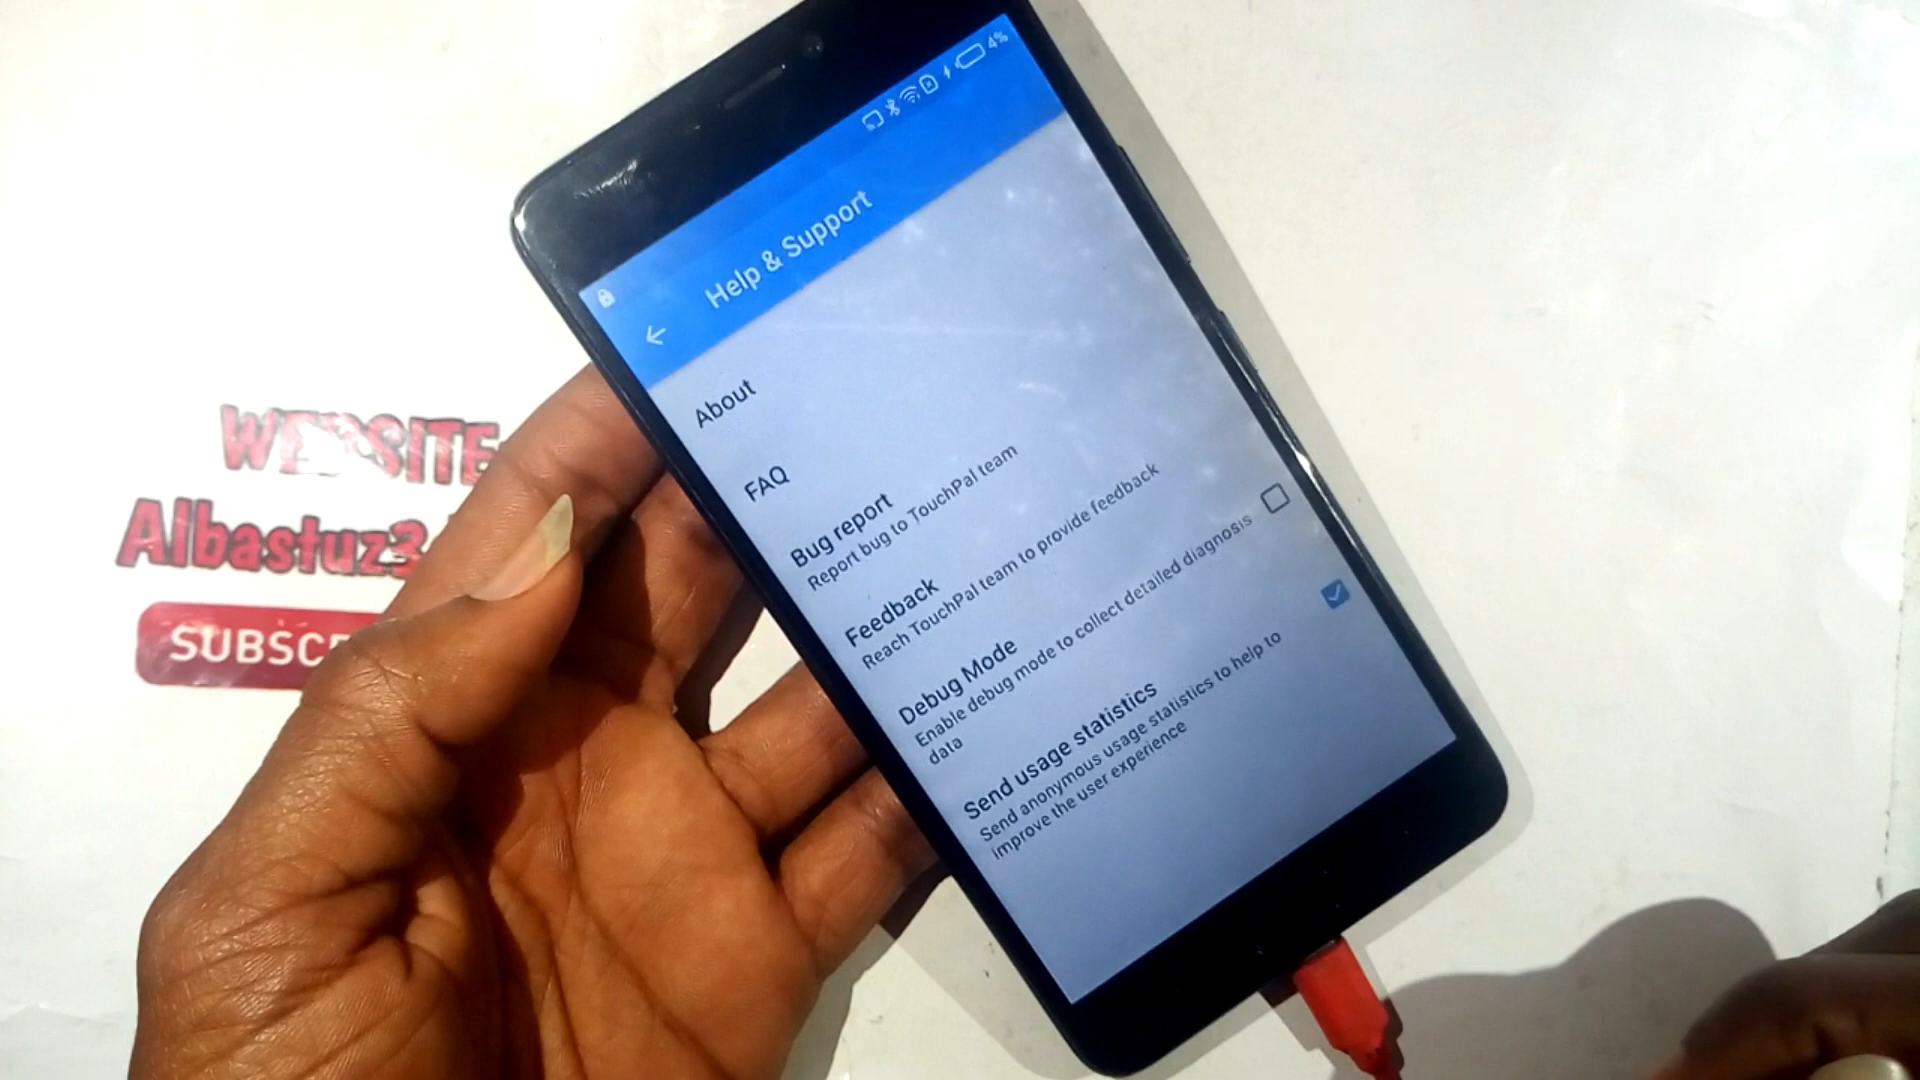 4%
Help & Support
About
FAQ
Bug report
Report bug to TouchPal team
Feedback
Reach TouchPal team to provide feedback
Debug Mode
Enable debug mode to collect detailed diagnosis
data
Send usage statistics
Send anonymous usage statistics to help to
improve the user experience
WEBSITE
Albastuz3
SUBSC